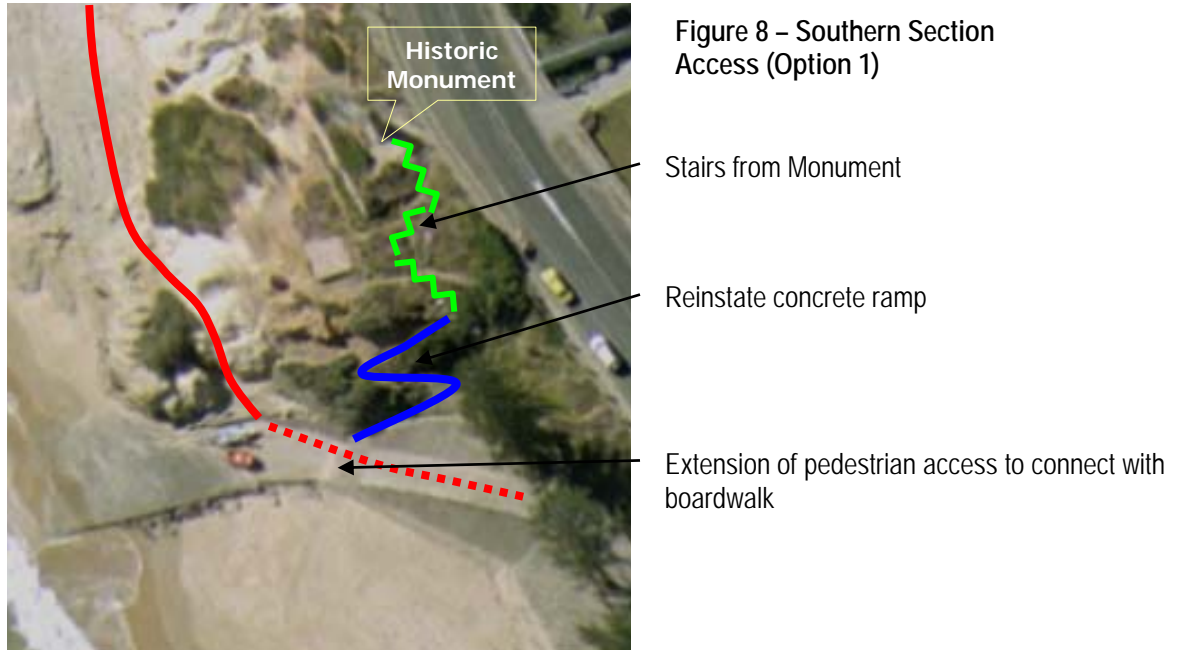 Figure 8 – Southern Section
Access (Option 1)
Historic
Monument
Stairs from Monument
Reinstate concrete ramp
Extension of pedestrian access to connect with
boardwalk